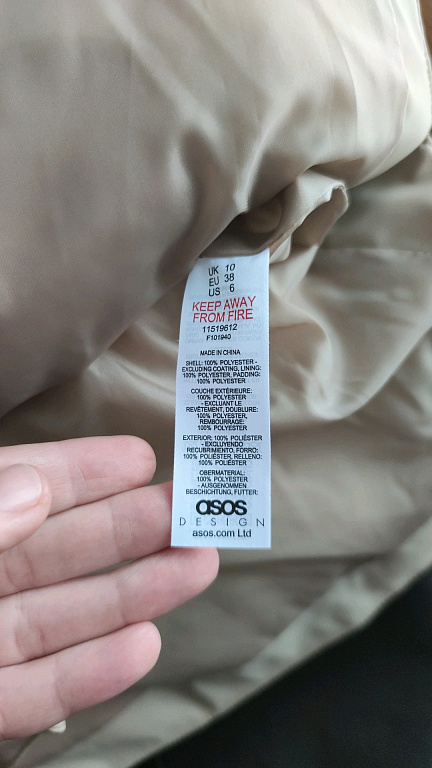 UK 10
EU 38
US 6
KEEP AWAY
FROM FIRE
11519612
F101940
MADE IN CHINA
SHELL: 100% POLYESTER -
EXCLUDING COATING, LINING:
100% POLYESTER, PADDING:
100% POLYESTER
COUCHE EXTÉRIEURE:
100% POLYESTER
- EXCLUANT LE
REVÊTEMENT, DOUBLURE:
100% POLYESTER,
REMBOURRAGE:
100% POLYESTER
EXTERIOR: 100% POLIÉSTER
- EXCLUYENDO
RECUBRIMIENTO, FORRO:
100% POLIÉSTER, RELLENO:
100% POLIÉSTER
OBERMATERIAL:
100% POLYESTER
- AUSGENOMMEN
BESCHICHTUNG, FUTTER:
asos
DESIGN
asos.com Ltd